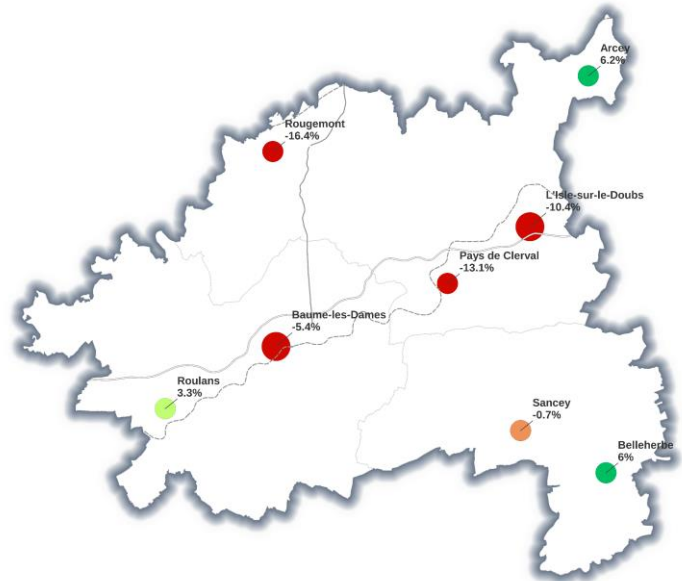 Arcey
6.2%
Rougemont
-16.4%
L'Isle-sur-le-Doubs
-10.4%
Pays de Clerval
-13.1%
Baume-les-Dames
-5.4%
Roulans
3.3%
Sancey
-0.7%
Belleherbe
6%